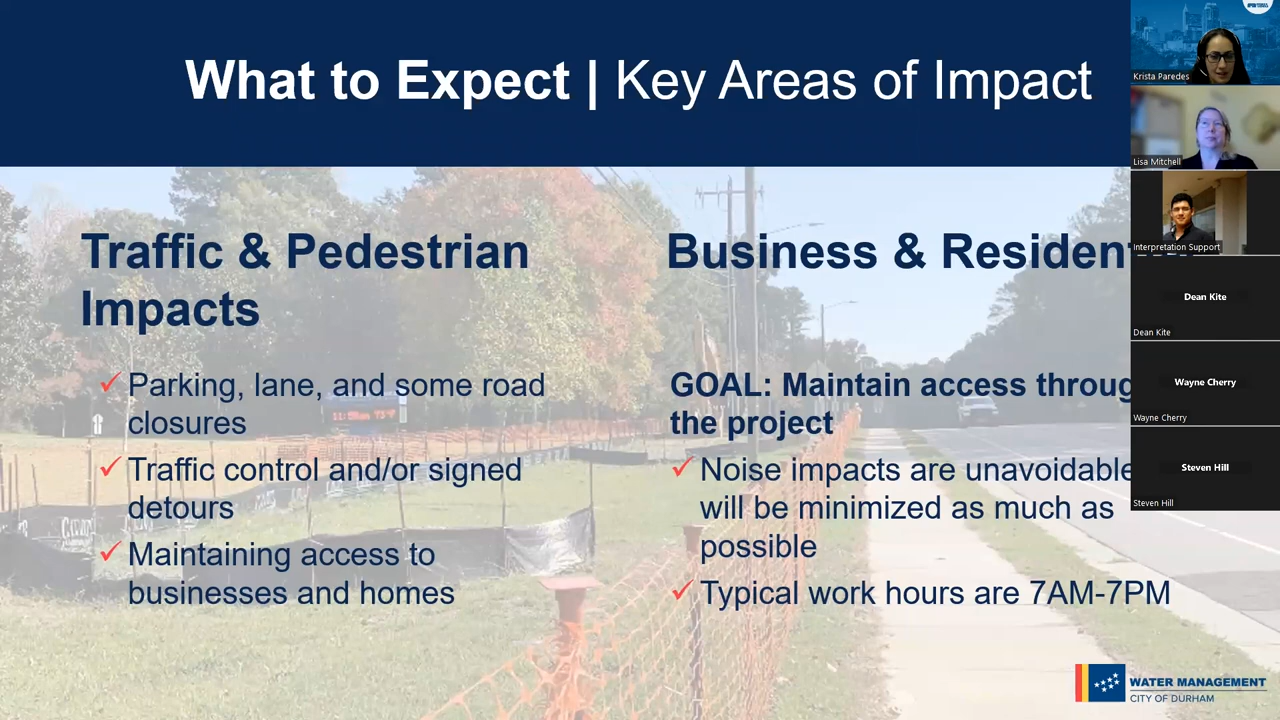 What to Expect | Key Areas of Impact
Traffic & Pedestrian
Impacts
Parking, lane, and some road
closures
Traffic control and/or signed
detours
Maintaining access to
businesses and homes
Business &
GOAL: Maintain access
the project
Noise impacts are unavoidable
will be minimized as much as
possible
Typical work hours are 7AM-7PM
WATER MANAGEMENT
CITY OF DURHAM
Krista Paredes
Lisa Mitchell
Interpretation Support
Dean Kite
Dean Kite
Wayne Cherry
Wayne Cherry
Steven Hill
Steven Hill